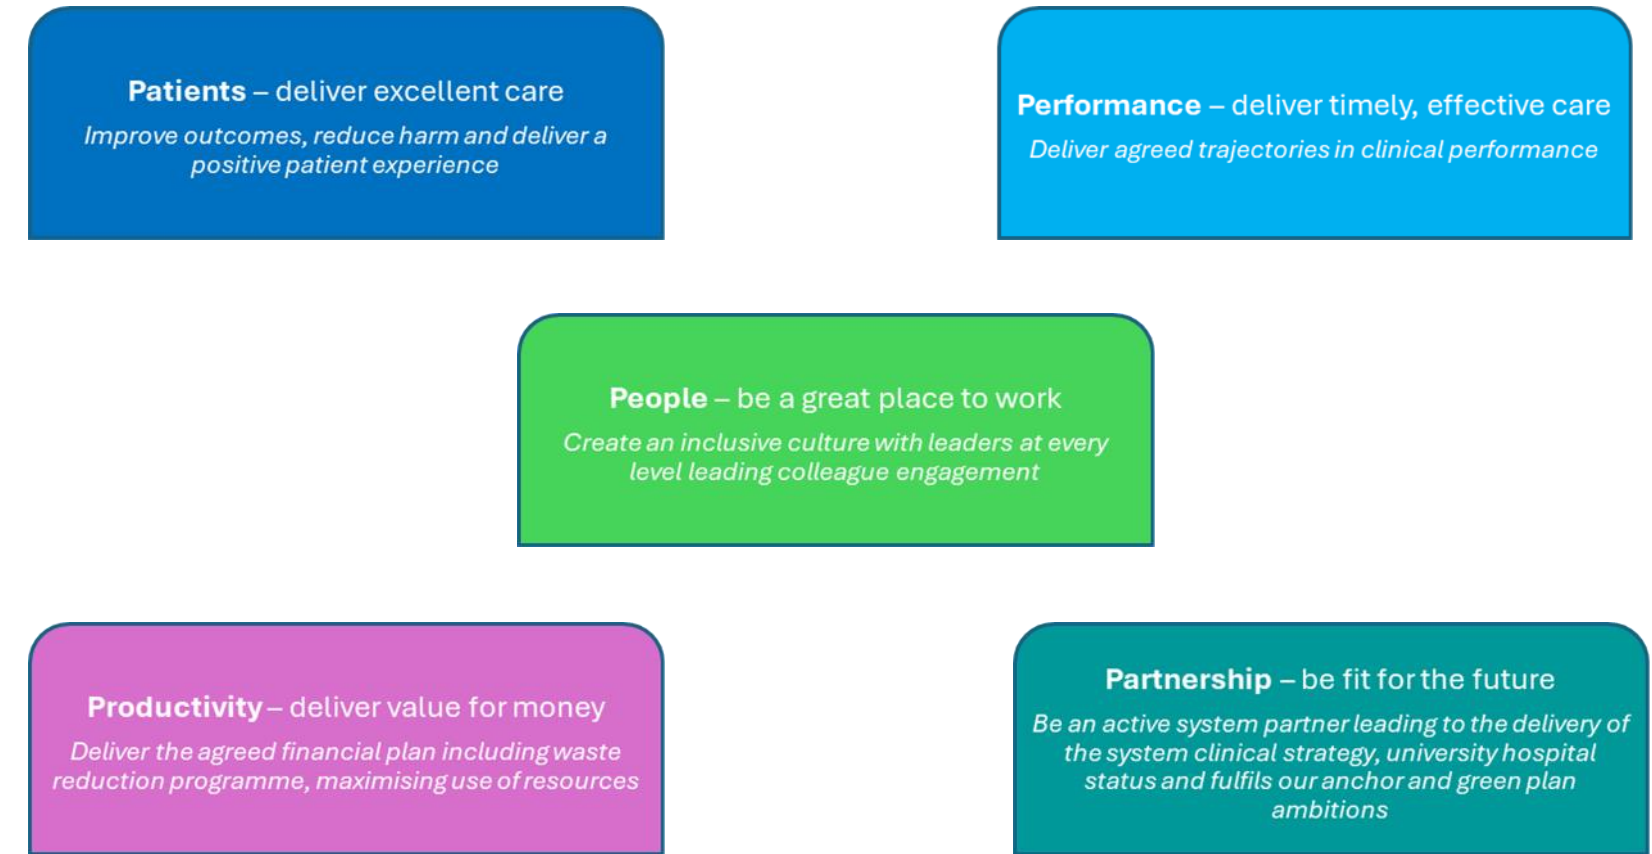 Patients – deliver excellent care
Improve outcomes, reduce harm and deliver a
positive patient experience
Performance – deliver timely, effective care
Deliver agreed trajectories in clinical performance
People – be a great place to work
Create an inclusive culture with leaders at every
level leading colleague engagement
Productivity – deliver value for money
Deliver the agreed financial plan including waste
reduction programme, maximising use of resources
Partnership – be fit for the future
Be an active system partner leading to the delivery of
the system clinical strategy, university hospital
status and fulfils our anchor and green plan
ambitions